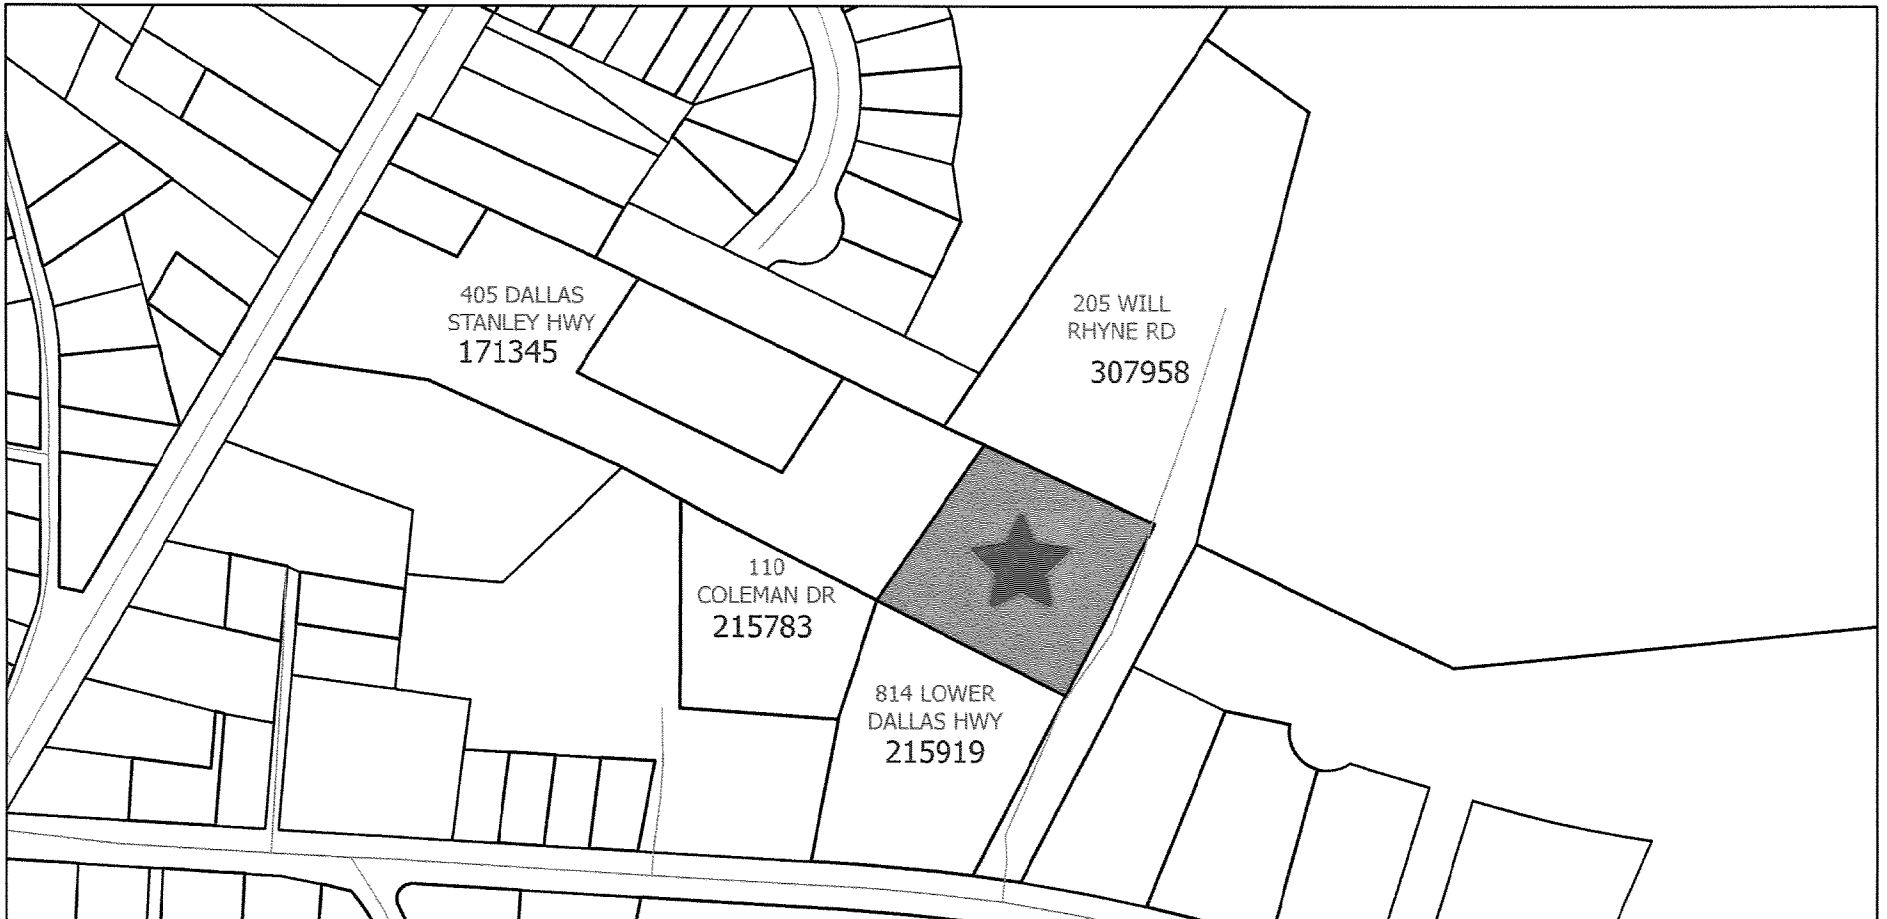 405 DALLAS
STANLEY HWY
171345
205 WILL
RHYNE RD
307958
110
COLEMAN DR
215783
814 LOWER
DALLAS HWY
215919